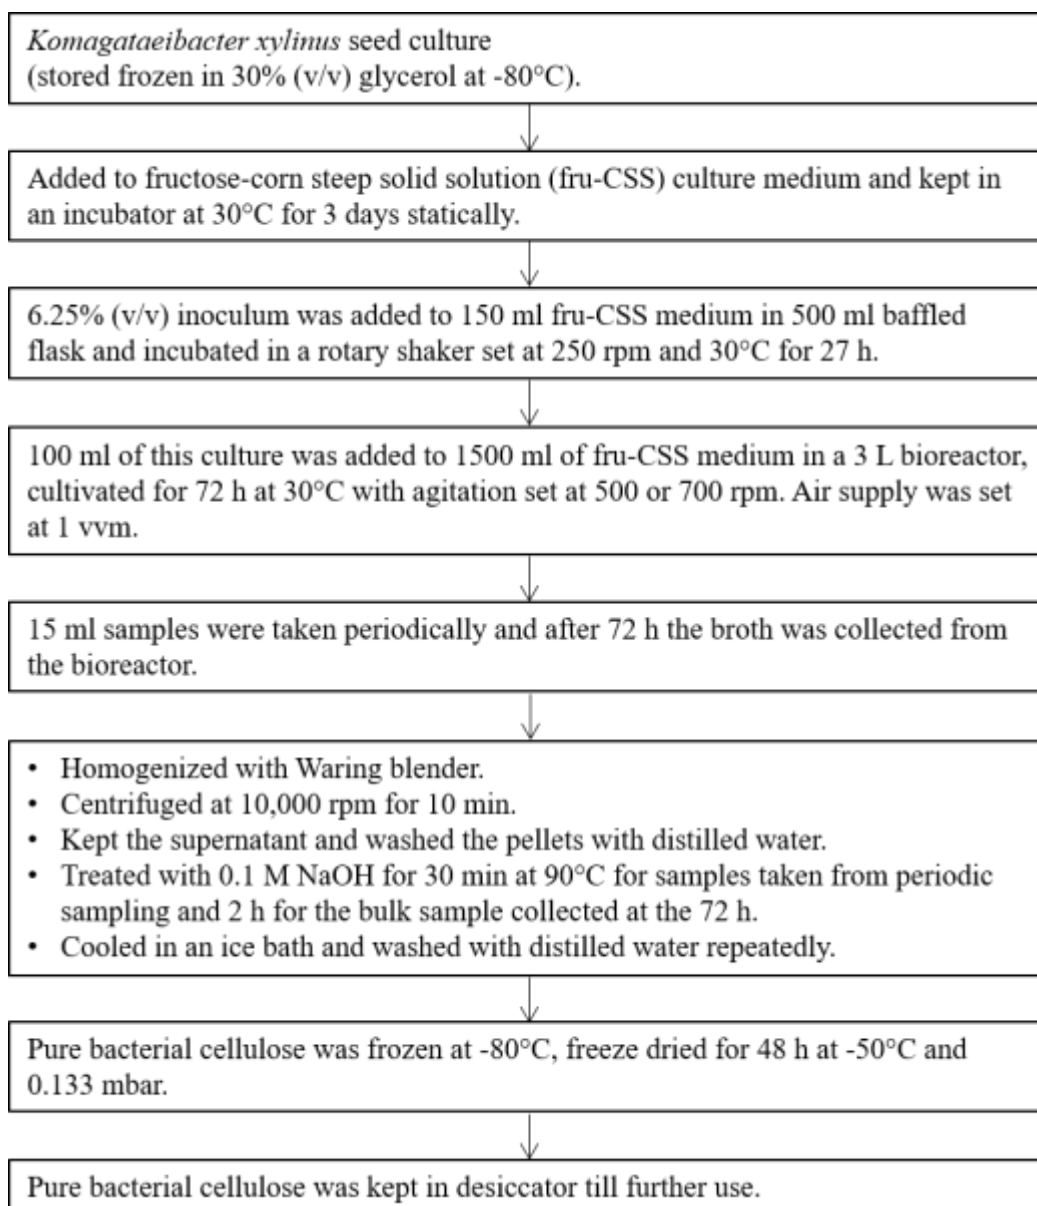 Komagataeibacter xylinus seed culture
(stored frozen in 30% (v/v) glycerol at -80°C).
Added to fructose-corn steep solid solution (fru-CSS) culture medium and kept in
an incubator at 30°C for 3 days statically.
6.25% (v/v) inoculum was added to 150 ml fru-CSS medium in 500 ml baffled
flask and incubated in a rotary shaker set at 250 rpm and 30°C for 27 h.
100 ml of this culture was added to 1500 ml of fru-CSS medium in a 3 L bioreactor,
cultivated for 72 h at 30°C with agitation set at 500 or 700 rpm. Air supply was set
at 1 vvm.
15 ml samples were taken periodically and after 72 h the broth was collected from
the bioreactor.
• Homogenized with Waring blender.
• Centrifuged at 10,000 rpm for 10 min.
• Kept the supernatant and washed the pellets with distilled water.
• Treated with 0.1 M NaOH for 30 min at 90°C for samples taken from periodic
sampling and 2 h for the bulk sample collected at the 72 h.
• Cooled in an ice bath and washed with distilled water repeatedly.
Pure bacterial cellulose was frozen at -80°C, freeze dried for 48 h at -50°C and
0.133 mbar.
Pure bacterial cellulose was kept in desiccator till further use.